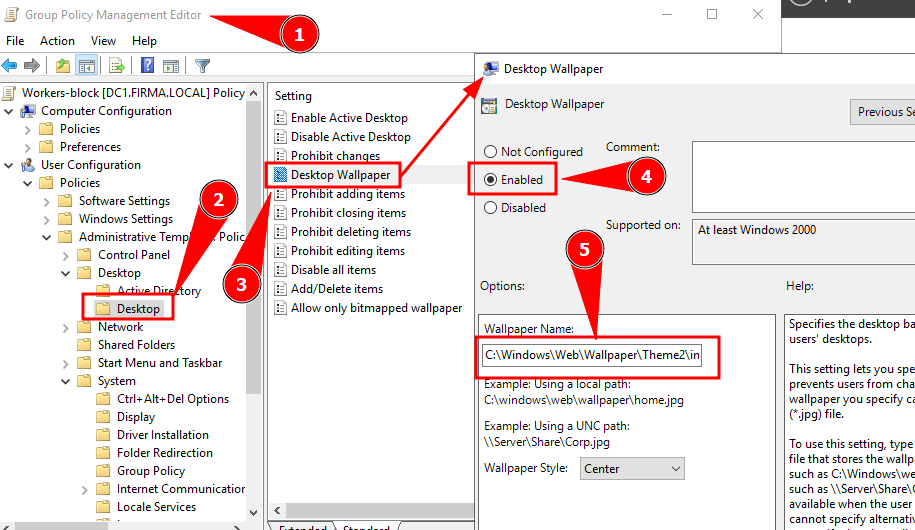 Group Policy Management Editor
1
File Action View Help
Workers-block [DC1.FIRMA.LOCAL] Policy
Computer Configuration
Policies
Preferences
User Configuration
Policies
Software Settings
Windows Settings
Administrative Templ
Polic
Control Panel
Desktop
Active Directory
Desktop
Network
Shared Folders
Start Menu and Taskbar
System
Ctrl+Alt+Del Options
Display
Driver Installation
Folder Redirection
Group Policy
Internet Communication
Locale Services
2
Setting
Enable Active Desktop
Disable Active Desktop
Prohibit changes
Desktop Wallpaper
Prohibit adding items
Prohibit closing items
Prohibit deleting items
Prohibit editing items
Disable all items
Add/Delete items
Allow only bitmapped wallpaper
3
Extended Standard
Desktop Wallpaper
Desktop Wallpaper
Previous Se
Not Configured
Comment:
Enabled
4
Disabled
Supported on:
At least Windows 2000
5
Options:
Help:
Wallpaper Name:
C:\Windows\Web\Wallpaper\Theme2\in
Example: Using a local path:
C:\windows\web\wallpaper\home.jpg
Example: Using a UNC path:
\\Server\Share\Corp.jpg
Wallpaper Style: Center
Specifies the desktop ba
users' desktops.
This setting lets you spe
prevents users from cha
wallpaper you specify ca
(*.jpg) file.
To use this setting, type
file that stores the wallp
such as C:\Windows\we
such as \\Server\Share\C
available when the user
cannot specify alternativ